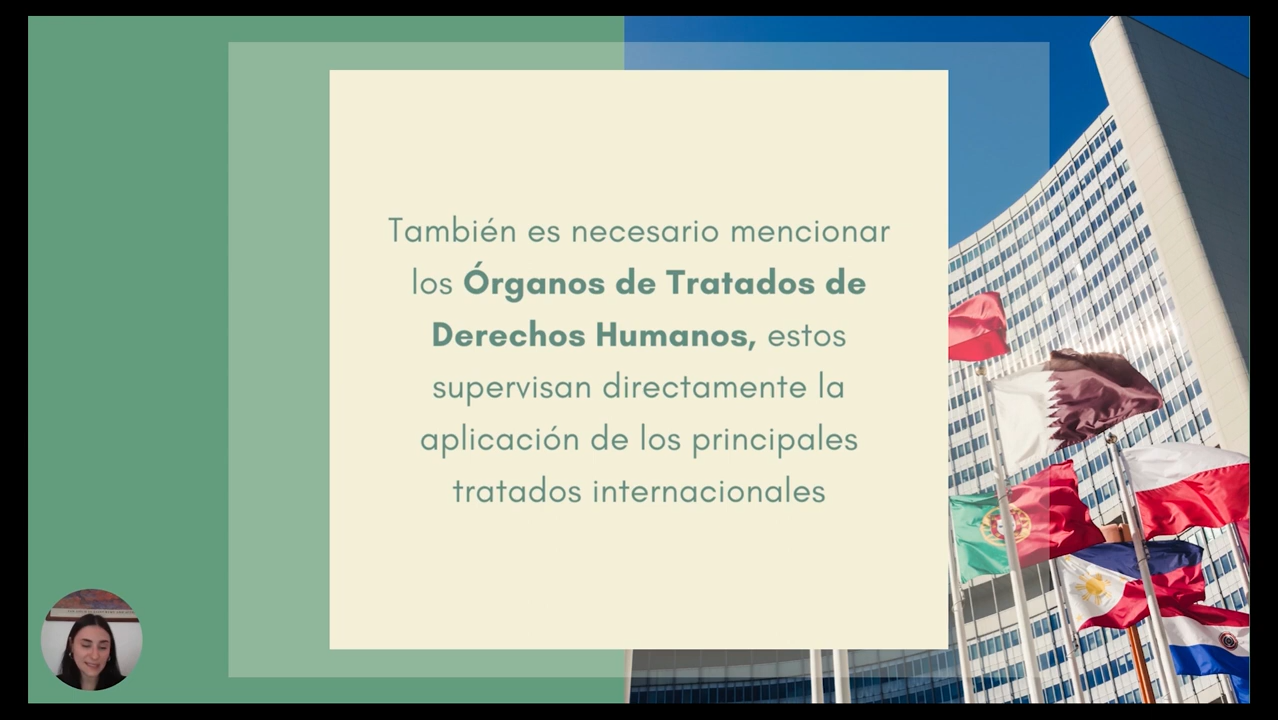 También es necesario mencionar
los Órganos de Tratados de
Derechos Humanos, estos
supervisan directamente la
aplicación de los principales
tratados internacionales